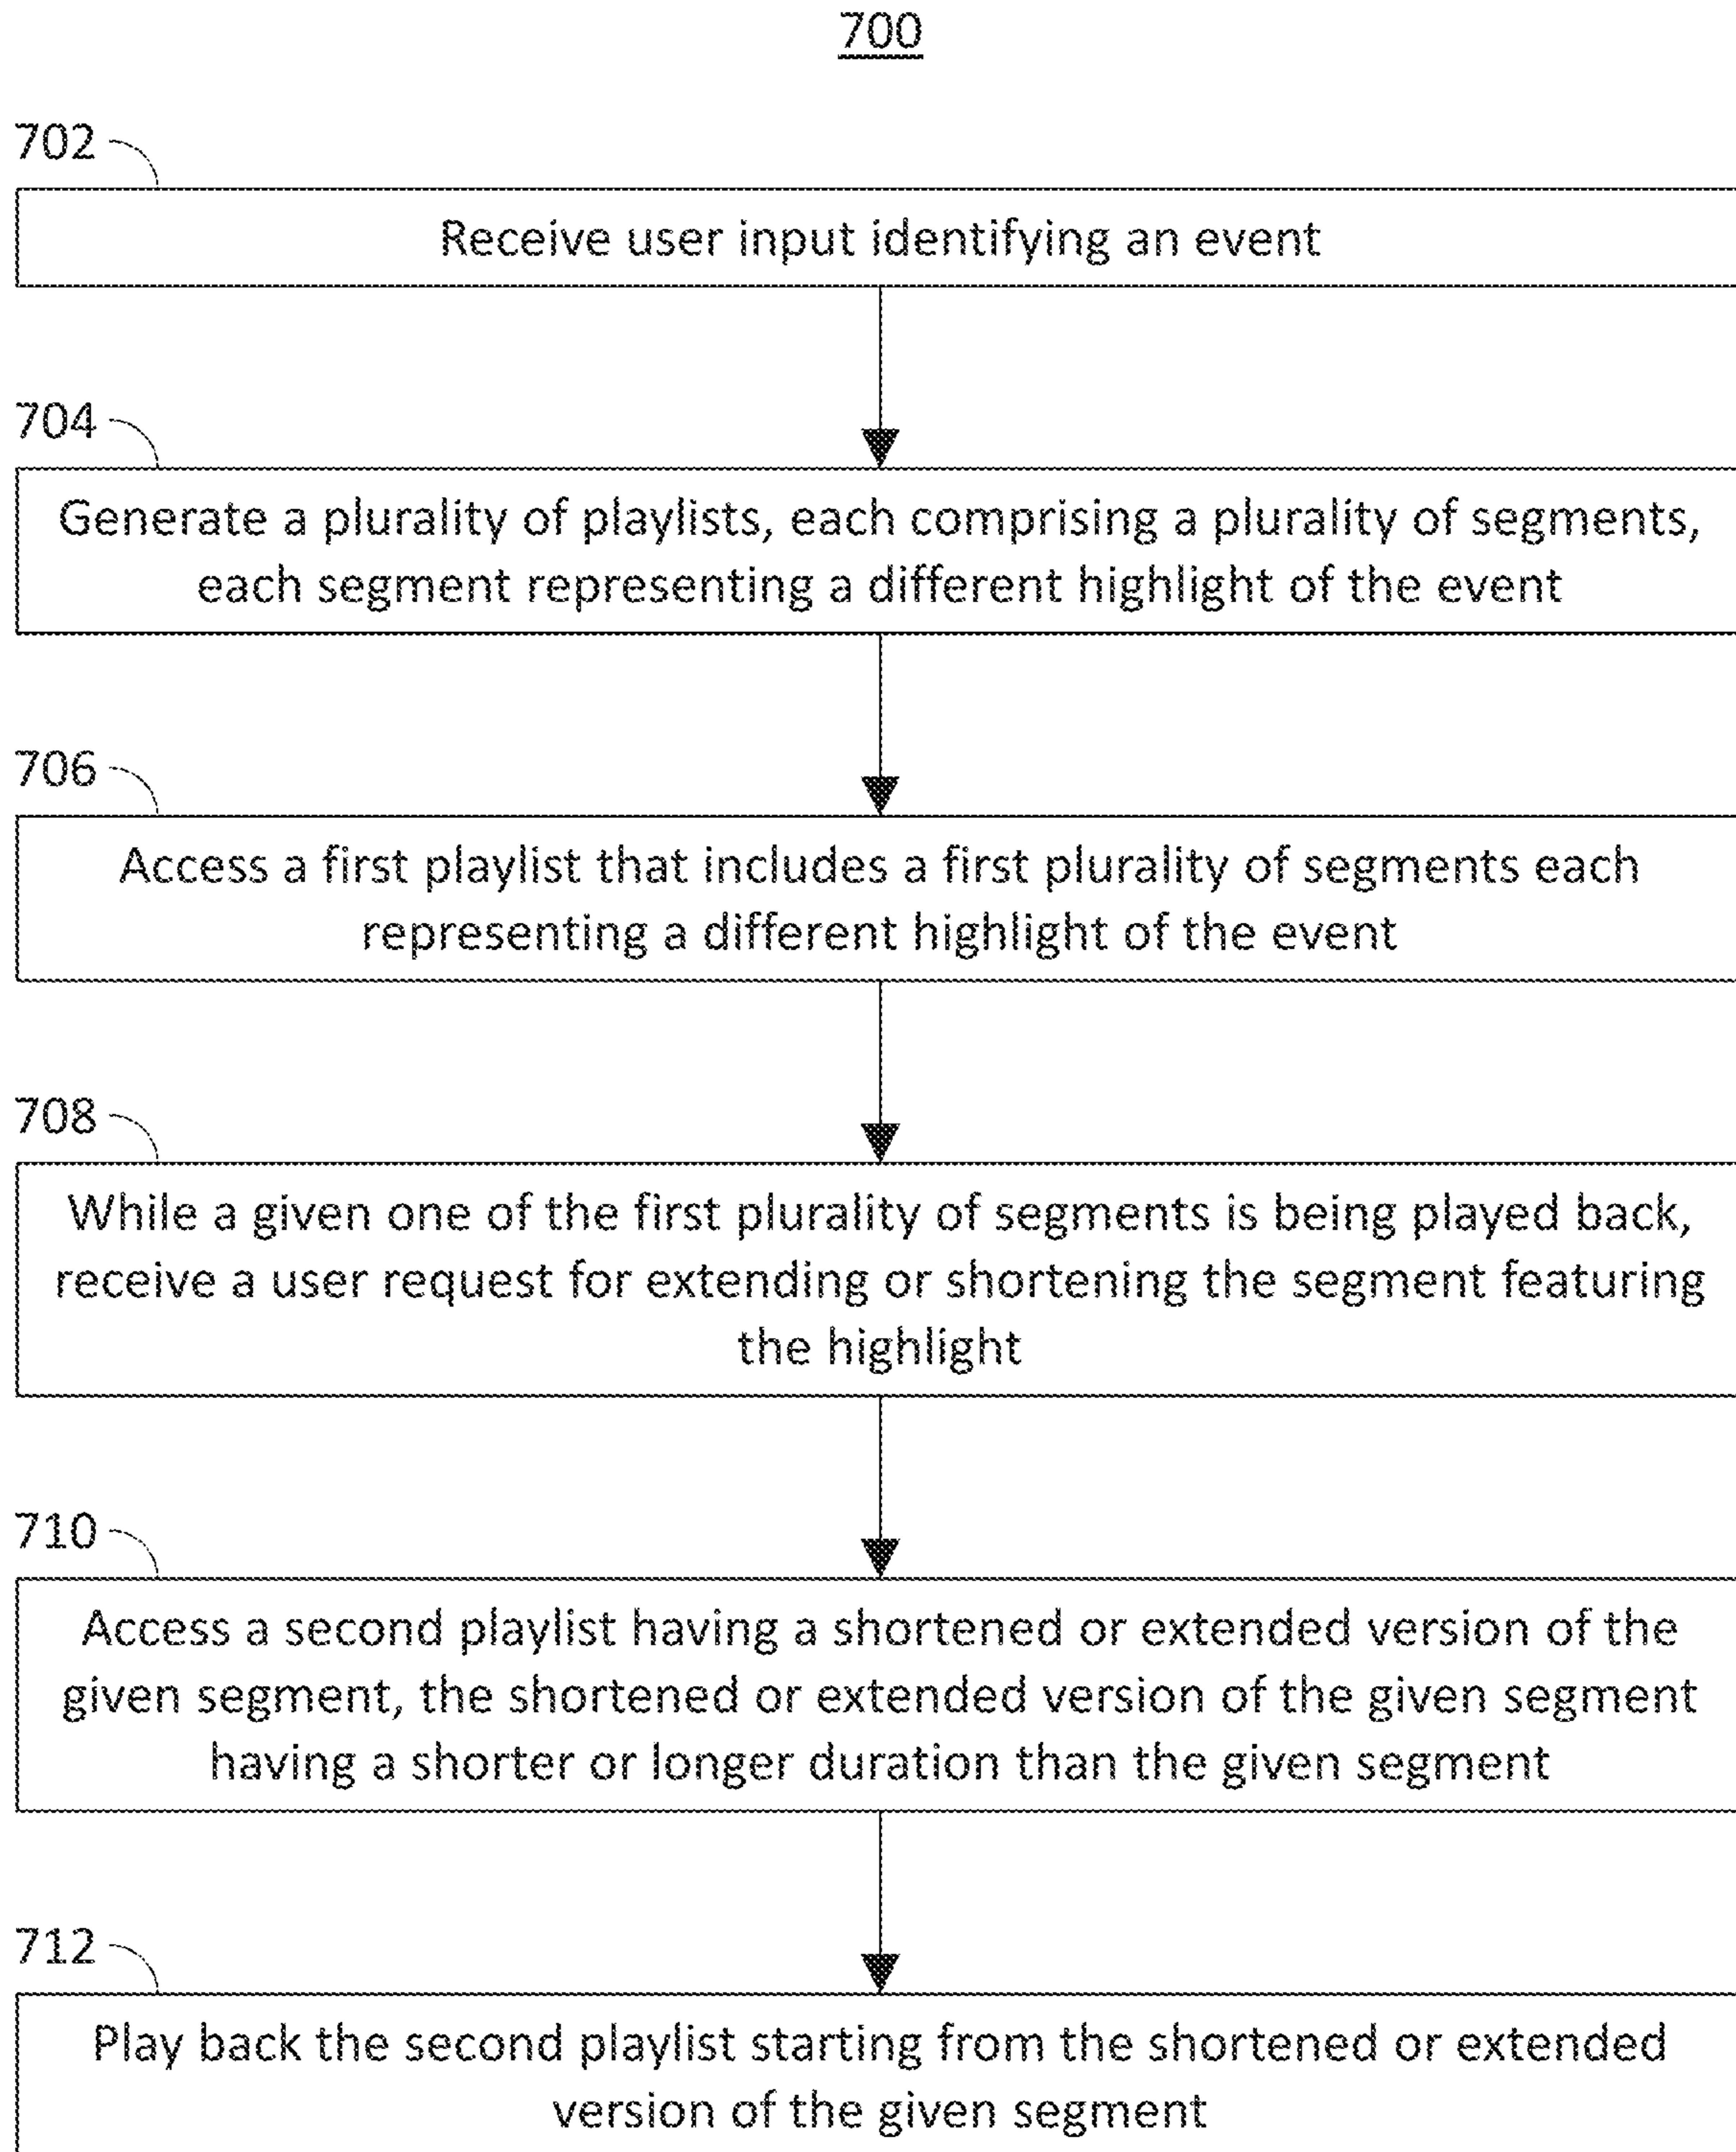 700
702
Receive user input identifying an event
704
Generate a plurality of playlists, each comprising a plurality of segments,
each segment representing a different highlight of the event
706
Access a first playlist that includes a first plurality of segments each
representing a different highlight of the event
708
While a given one of the first plurality of segments is being played back,
receive a user request for extending or shortening the segment featuring
the highlight
710
Access a second playlist having a shortened or extended version of the
given segment, the shortened or extended version of the given segment
having a shorter or longer duration than the given segment
712
Play back the second playlist starting from the shortened or extended
version of the given segment